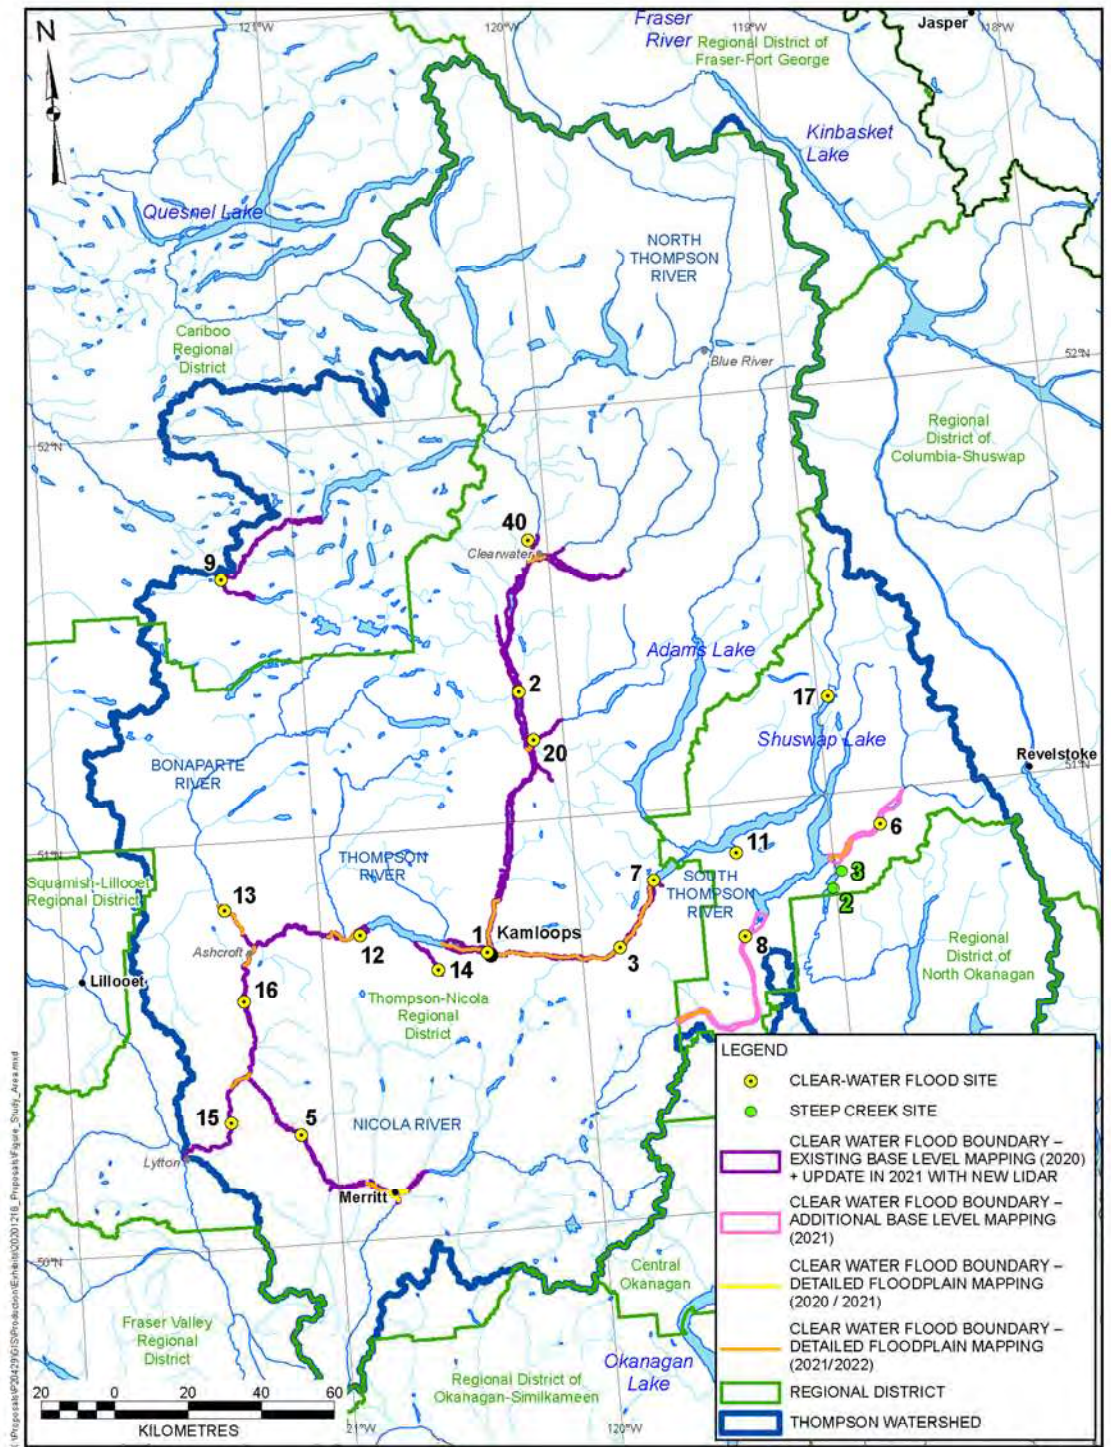 121°W
120°W
119°W
118°W
Fraser
River
Regional District of
Fraser-Fort George
Jasper
N
Kinbasket
Lake
Quesnel Lake
NORTH
THOMPSON
RIVER
Cariboo
Regional
District
Blue River
52°N
52°N
Regional
District of
Columbia-Shuswap
40
Clearwater
9
Adams Lake
2
17
20
Shuswap Lake
BONAPARTE
RIVER
Revelstoke
51°N
51°N
6
11
THOMPSON
RIVER
7
SOUTH
THOMPSON
RIVER
3
2
Squamish-Lillooet
Regional District
13
1
Kamloops
Ashcroft
12
14
3
8
Regional
District of
North Okanagan
Lillooet
16
Thompson-Nicola
Regional
District
15
5
NICOLA RIVER
Lytton
Merritt
50°N
Central
Okanagan
Fraser Valley
Regional
District
Okanagan
Lake
Regional District of
Okanagan-Similkameen
121°W
120°W
20 0 20 40 60
KILOMETRES
LEGEND
CLEAR-WATER FLOOD SITE
STEEP CREEK SITE
CLEAR WATER FLOOD BOUNDARY –
EXISTING BASE LEVEL MAPPING (2020)
+ UPDATE IN 2021 WITH NEW LIDAR
CLEAR WATER FLOOD BOUNDARY –
ADDITIONAL BASE LEVEL MAPPING
(2021)
CLEAR WATER FLOOD BOUNDARY –
DETAILED FLOODPLAIN MAPPING
(2020 / 2021)
CLEAR WATER FLOOD BOUNDARY –
DETAILED FLOODPLAIN MAPPING
(2021/2022)
REGIONAL DISTRICT
THOMPSON WATERSHED